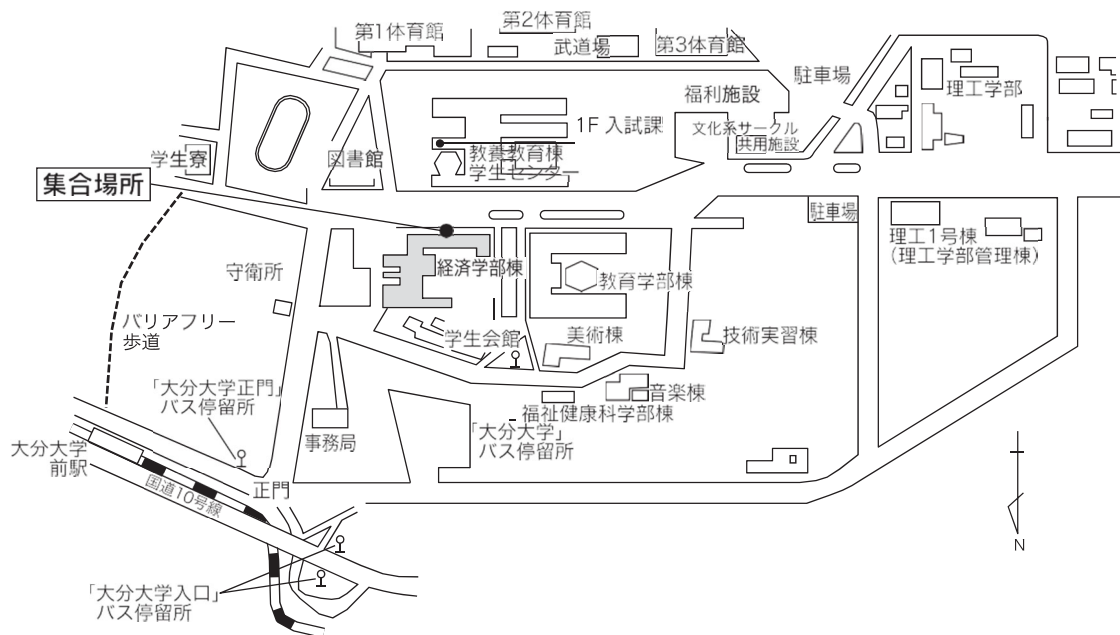 第1体育館
第2体育館
武道場
第3体育館
駐車場
理工学部
福利施設
文化系サークル
共用施設
1F 入試課
教養教育棟
学生センター
学生寮
図書館
集合場所
駐車場
理工1号棟
(理工学部管理棟)
守衛所
経済学部棟
教育学部棟
バリアフリー
歩道
学生会館
美術棟
技術実習棟
「大分大学正門」
バス停留所
音楽棟
福祉健康科学部棟
事務局
「大分大学」
バス停留所
大分大学
前駅
国道10号線
正門
N
「大分大学入口」
バス停留所